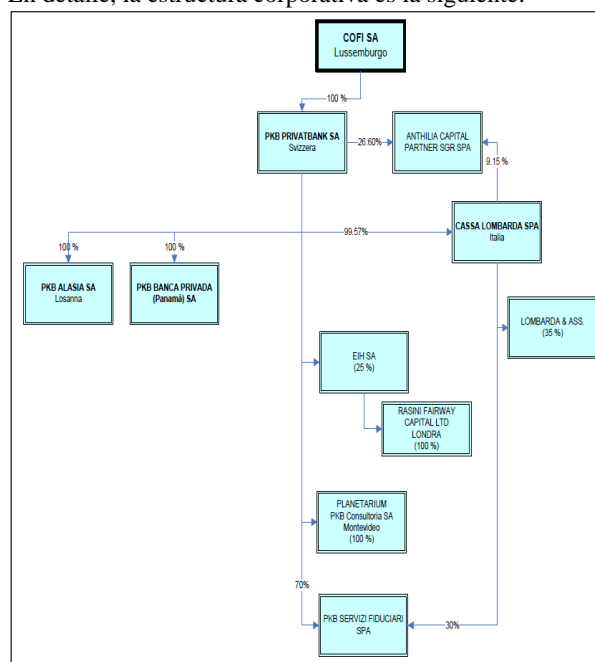 En detalle, la estructura corporativa es la siguiente:
COFI SA
Lussemburgo
100 %
PKB PRIVATBANK SA
Svizzera
26.60%
ANTHILIA CAPITAL
PARTNER SGR SPA
9.15 %
CASSA LOMBARDA SPA
Italia
99.57%
100 %
100 %
PKB ALASIA SA
Losanna
PKB BANCA PRIVADA
(Panamá) SA
LOMBARDA & ASS.
(35 %)
EIH SA
(25 %)
RASINI FAIRWAY
CAPITAL LTD
LONDRA
(100 %)
PLANETARIUM
PKB Consultoria SA
Montevideo
(100 %)
70%
PKB SERVIZI FIDUCIARI
SPA
30%